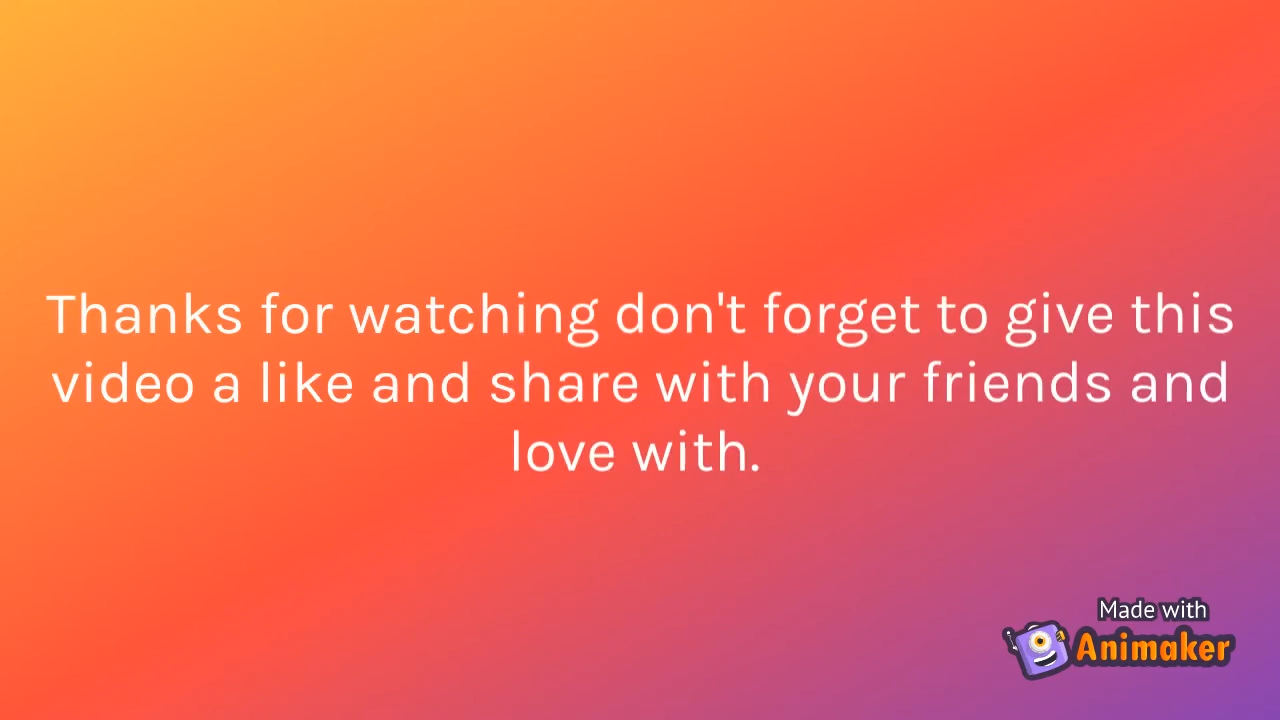 Thanks for watching don't forget to give this
video a like and share with your friends and
love with.
Made with
Animaker